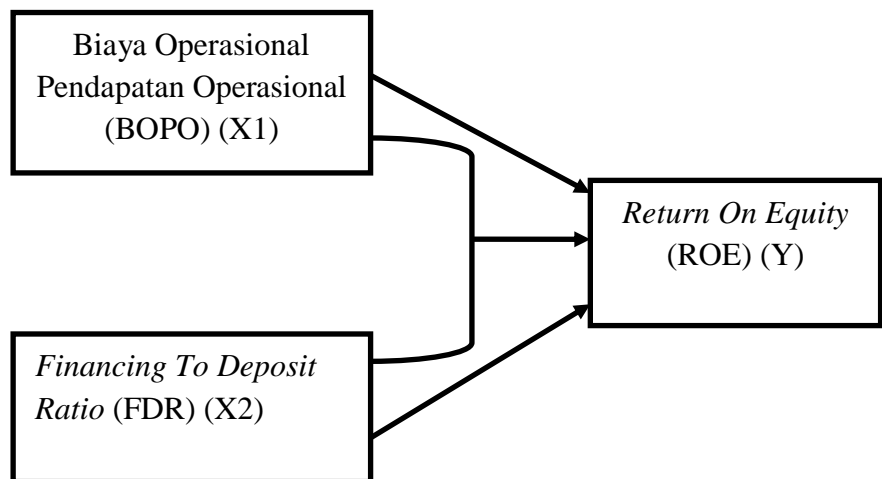 Biaya Operasional
Pendapatan Operasional
(BOPO) (X1)
Return On Equity
(ROE) (Y)
Financing To Deposit
Ratio (FDR) (X2)